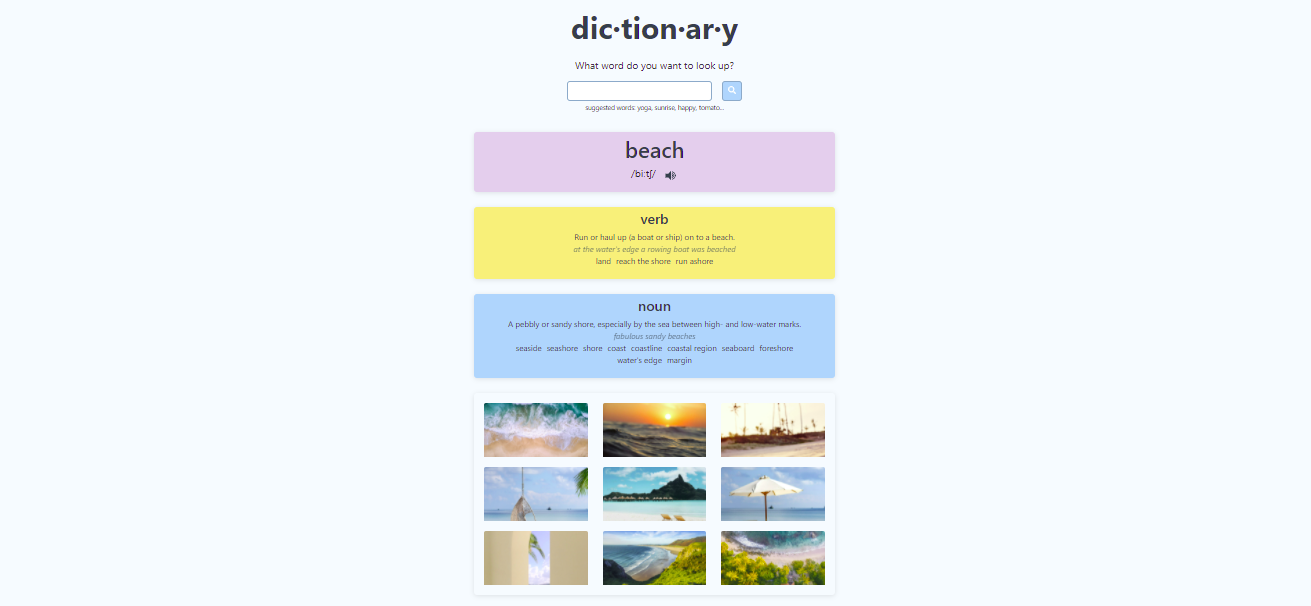 dic·tion·ar·y
What word do you want to look up?
suggested words: yoga, sunrise, happy, tomato...
beach
/biːtʃ/
verb
Run or haul up (a boat or ship) on to a beach.
at the water's edge a rowing boat was beached
land reach the shore run ashore
noun
A pebbly or sandy shore, especially by the sea between high- and low-water marks.
fabulous sandy beaches
seaside seashore shore coast coastline coastal region seaboard foreshore
water's edge margin